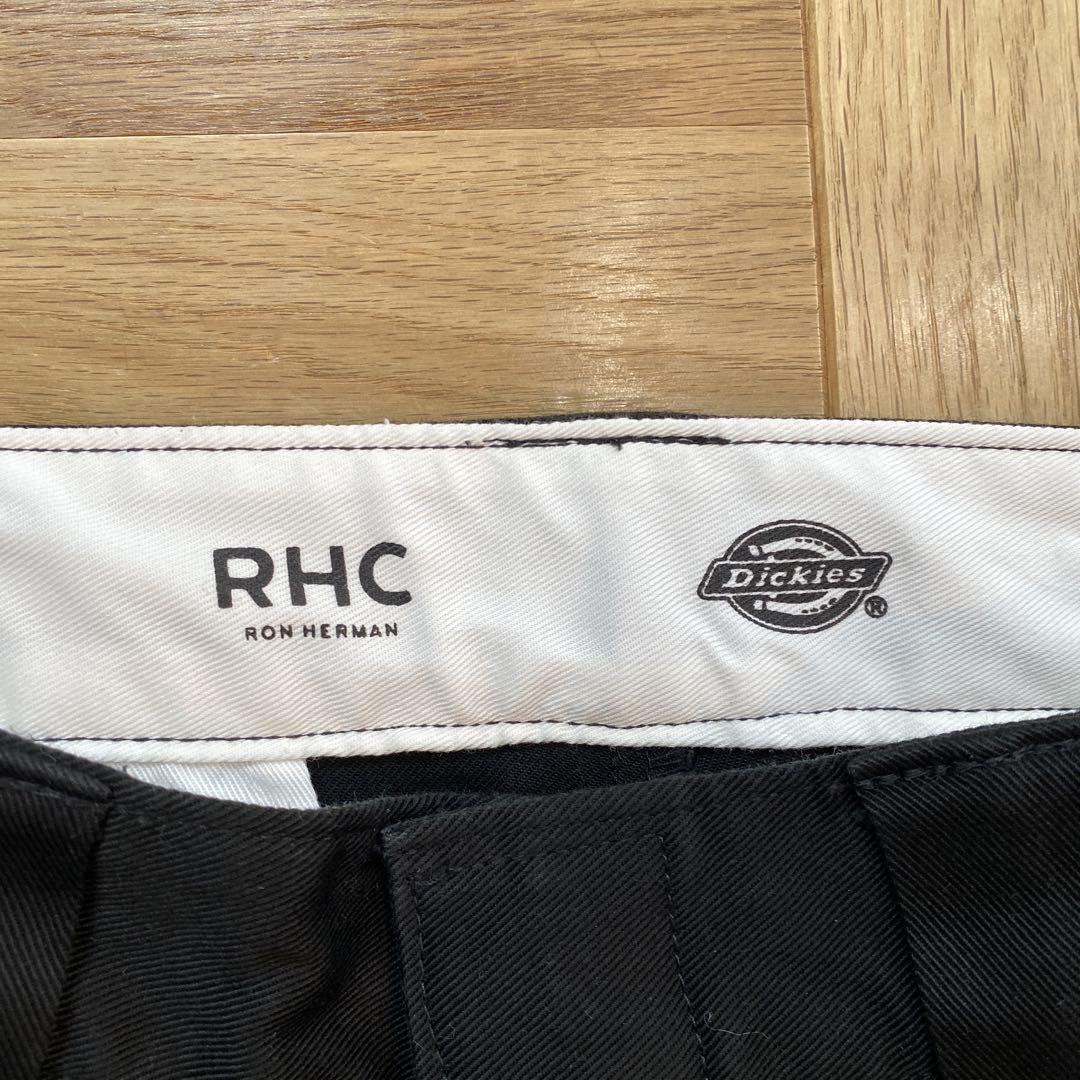 RHC
RON HERMAN
Dickies
®